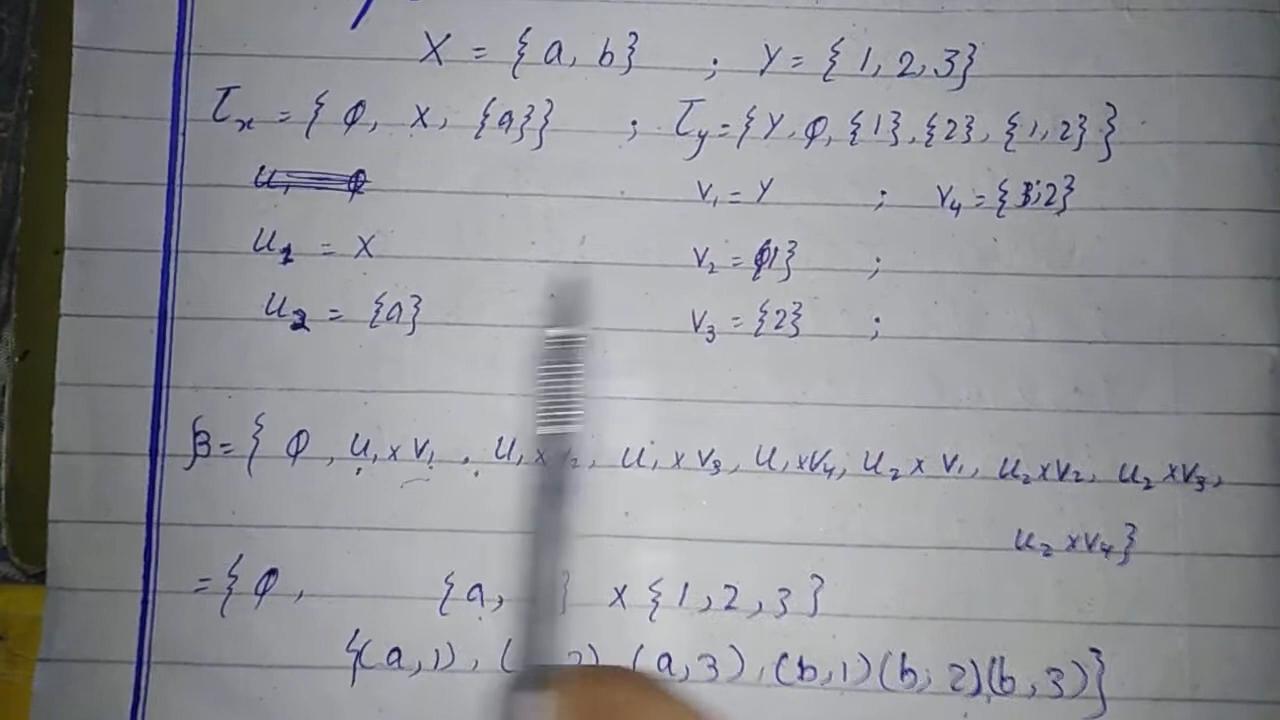 X = {a, b} ; Y = {1, 2, 3}
τx = {φ, X, {a}} ; τy = {Y, φ, {1}, {2}, {1, 2}}
V1 = Y ; V4 = {1, 2}
U1 = X V2 = {1} ;
U2 = {a} V3 = {2} ;
β = { φ, U1 × V1, U1 × 2, U1 × V3, U1 × V4, U2 × V1, U2 × V2, U2 × V3,
U2 × V4}
= { φ, {a, } × {1, 2, 3}
{(a, 1), ( 2) (a, 3), (b, 1) (b, 2) (b, 3)}